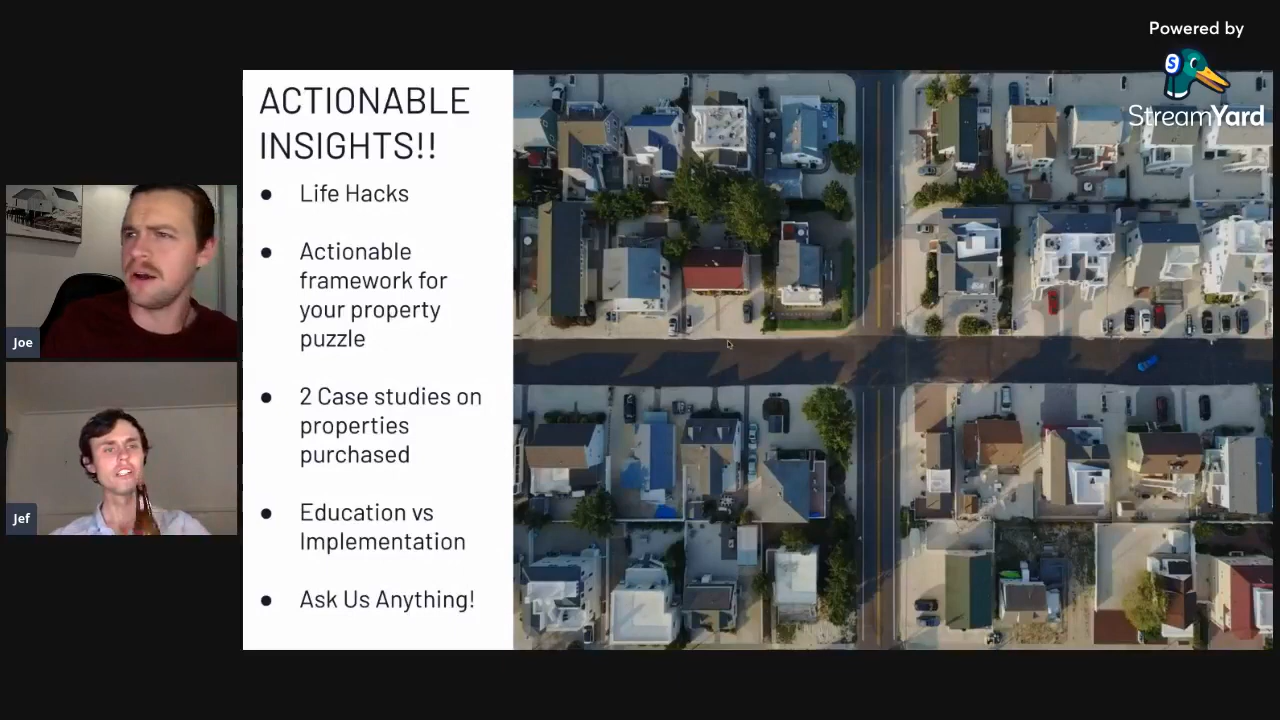 Powered by
S
StreamYard
ACTIONABLE
INSIGHTS!!
● Life Hacks
● Actionable
framework for
your property
puzzle
● 2 Case studies on
properties
purchased
● Education vs
Implementation
● Ask Us Anything!
Joe
Jef